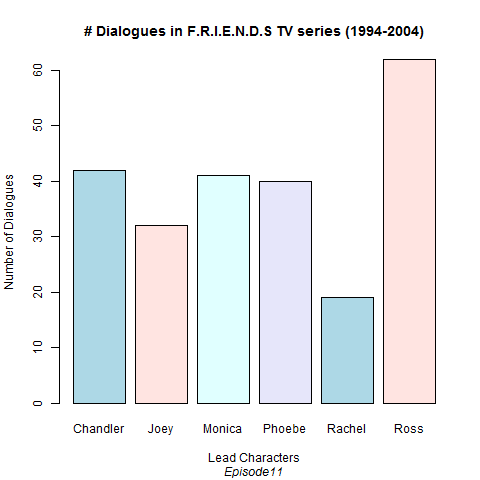 # Dialogues in F.R.I.E.N.D.S TV series (1994-2004)
Number of Dialogues
60
50
40
30
20
10
0
Chandler Joey Monica Phoebe Rachel Ross
Lead Characters
Episode11